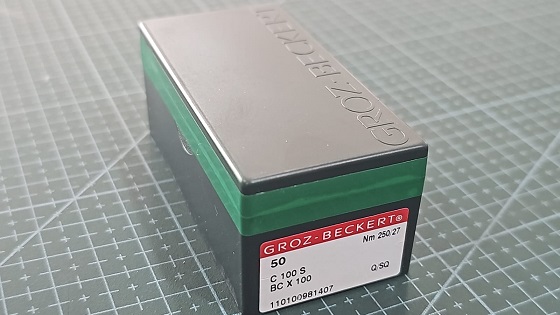 GROZ-BECKERT
GROZ-BECKERT®
50 Nm 250/27
C 100 S
BC X 100 Q/SQ
110100981407